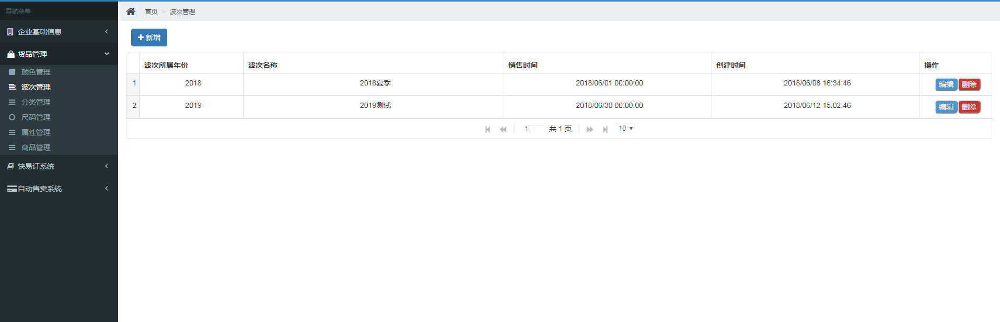 导航菜单
企业基础信息
货品管理
颜色管理
波次管理
分类管理
尺码管理
属性管理
商品管理
快易订系统
自动售卖系统
首页 > 波次管理
新增
波次所属年份 波次名称 销售时间 创建时间 操作
1 2018 2018夏季 2018/06/01 00:00:00 2018/06/08 16:34:46 编辑 删除
2 2019 2019测试 2018/06/30 00:00:00 2018/06/12 15:02:46 编辑 删除
1 共 1 页 10